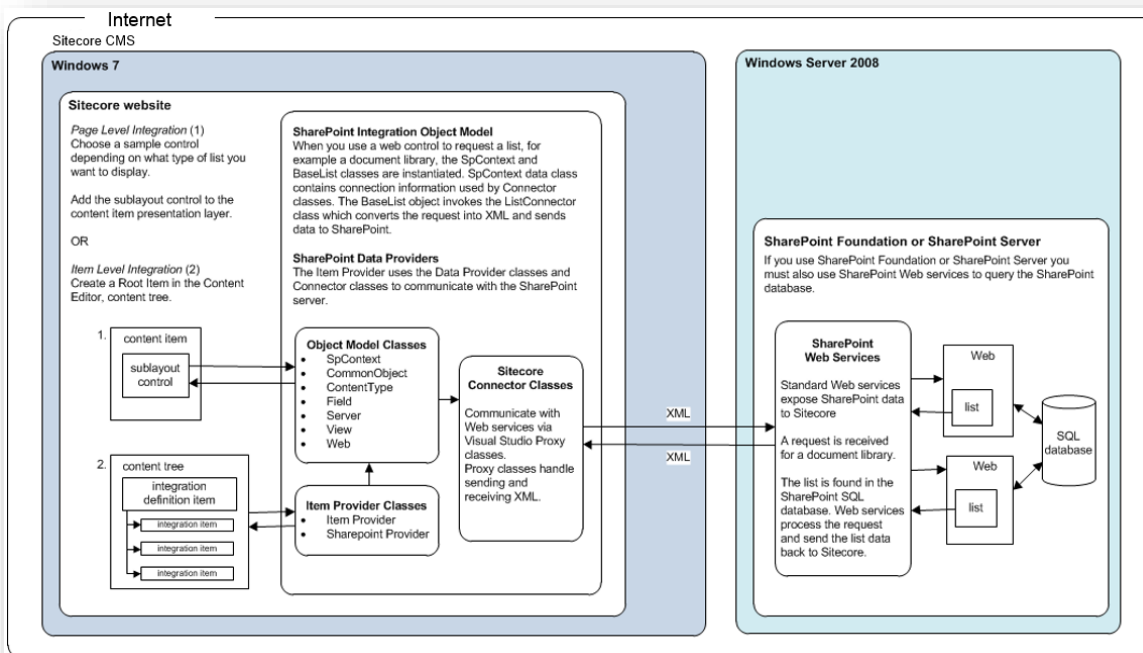 Internet
Sitecore CMS
Windows 7
Sitecore website
Page Level Integration (1)
Choose a sample control
depending on what type of list you
want to display.
Add the sublayout control to the
content item presentation layer.
OR
Item Level Integration (2)
Create a Root Item in the Content
Editor, content tree.
SharePoint Integration Object Model
When you use a web control to request a list, for
example a document library, the SpContext and
BaseList classes are instantiated. SpContext data class
contains connection information used by Connector
classes. The BaseList object invokes the ListConnector
class which converts the request into XML and sends
data to SharePoint.
SharePoint Data Providers
The Item Provider uses the Data Provider classes and
Connector classes to communicate with the SharePoint
server.
1.
content item
sublayout
control
2.
content tree
integration
definition item
integration item
integration item
integration item
Object Model Classes
• SpContext
• CommonObject
• ContentType
• Field
• Server
• View
• Web
Item Provider Classes
• Item Provider
• Sharepoint Provider
Sitecore
Connector Classes
Communicate with
Web services via
Visual Studio Proxy
classes.
Proxy classes handle
sending and
receiving XML.
XML
XML
Windows Server 2008
SharePoint Foundation or SharePoint Server
If you use SharePoint Foundation or SharePoint Server you
must also use SharePoint Web services to query the SharePoint
database.
SharePoint
Web Services
Standard Web services
expose SharePoint data
to Sitecore
A request is received
for a document library.
The list is found in the
SharePoint SQL
database. Web services
process the request
and send the list data
back to Sitecore.
Web
list
Web
list
SQL
database